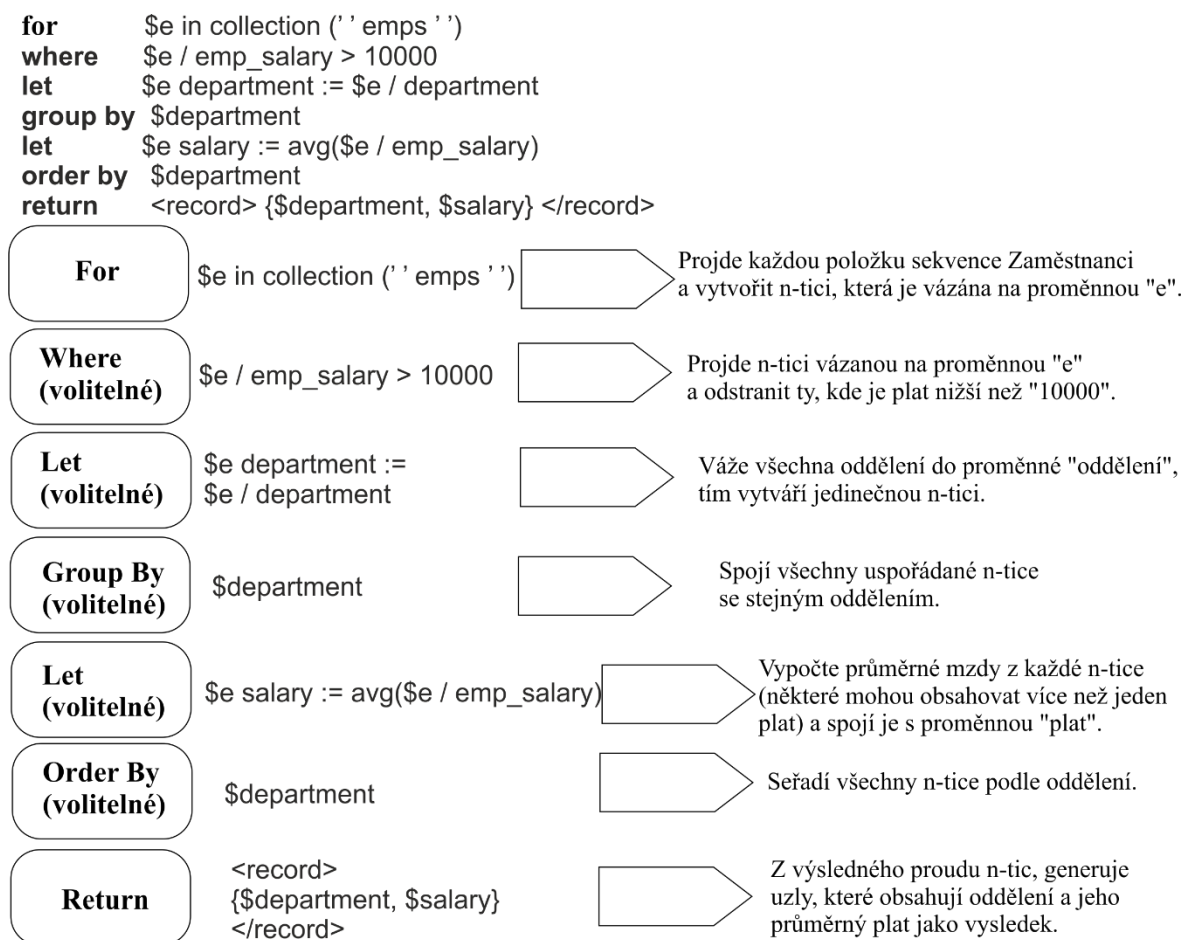 for $e in collection (’ ’ emps ’ ’)
where $e / emp_salary > 10000
let $e department := $e / department
group by $department
let $e salary := avg($e / emp_salary)
order by $department
return <record> {$department, $salary} </record>
For
$e in collection (’ ’ emps ’ ’)
Projde každou položku sekvence Zaměstnanci
a vytvořit n-tici, která je vázána na proměnnou "e".
Where
(volitelné)
$e / emp_salary > 10000
Projde n-tici vázanou na proměnnou "e"
a odstranit ty, kde je plat nižší než "10000".
Let
(volitelné)
$e department :=
$e / department
Váže všechna oddělení do proměnné "oddělení",
tím vytváří jedinečnou n-tici.
Group By
(volitelné)
$department
Spojí všechny uspořádané n-tice
se stejným oddělením.
Let
(volitelné)
$e salary := avg($e / emp_salary)
Vypočte průměrné mzdy z každé n-tice
(některé mohou obsahovat více než jeden
plat) a spojí je s proměnnou "plat".
Order By
(volitelné)
$department
Seřadí všechny n-tice podle oddělení.
Return
<record>
{$department, $salary}
</record>
Z výsledného proudu n-tic, generuje
uzly, které obsahují oddělení a jeho
průměrný plat jako vysledek.